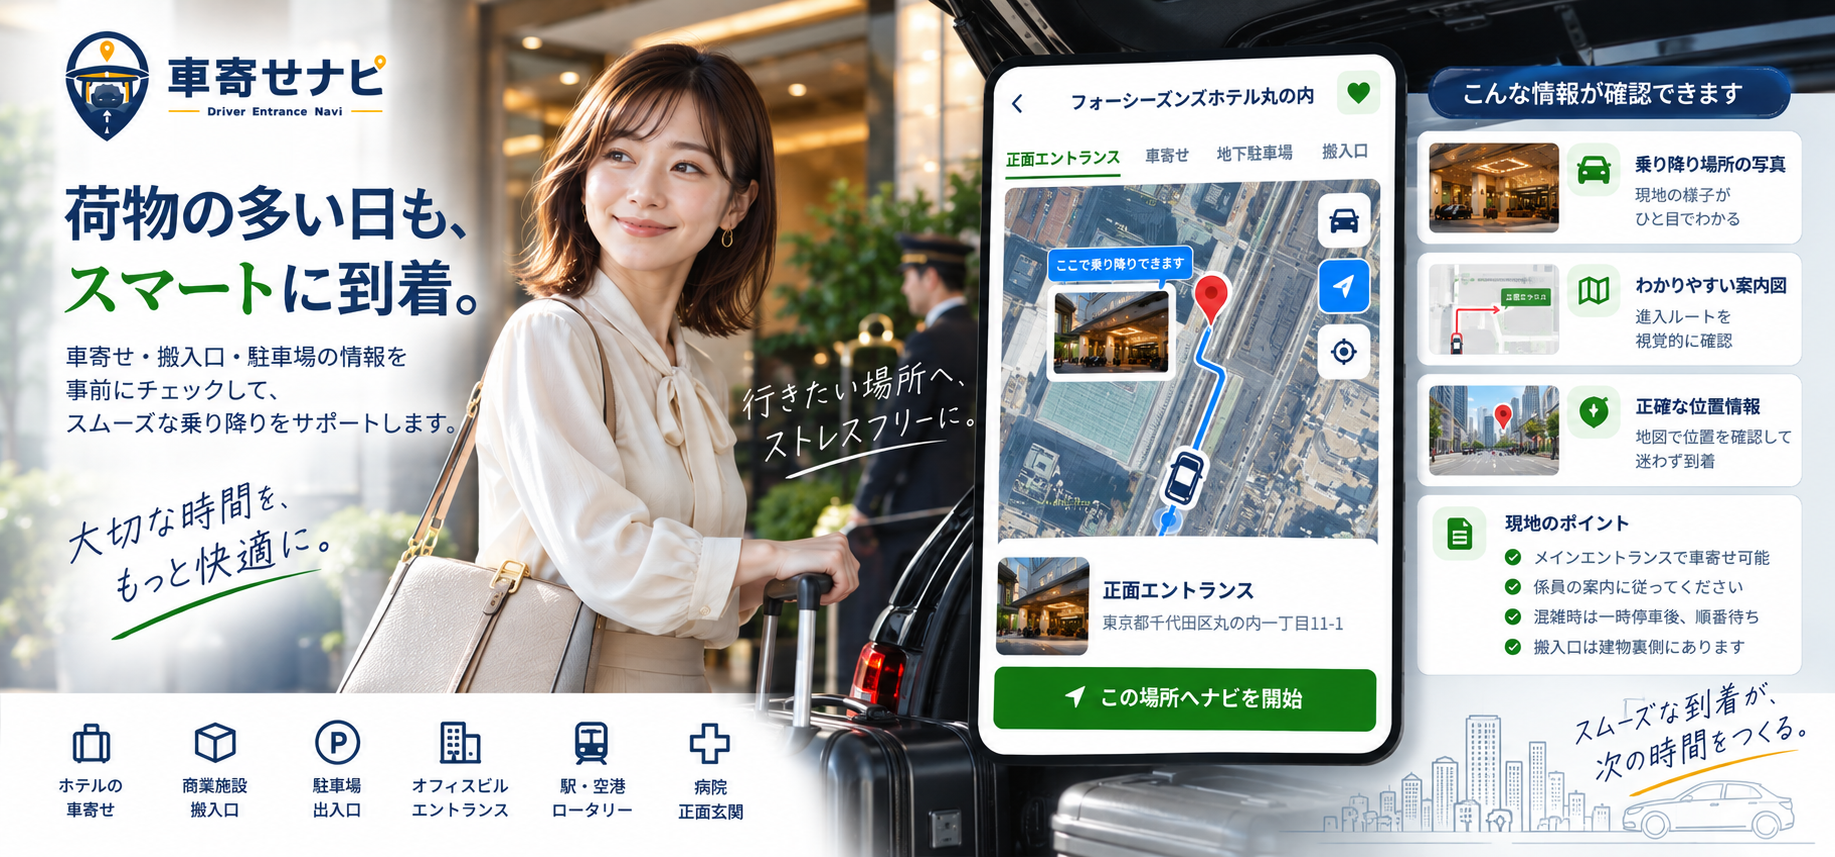 車寄せナビ
Driver Entrance Navi
荷物の多い日も、
スマートに到着。
車寄せ・搬入口・駐車場の情報を
事前にチェックして、
スムーズな乗り降りをサポートします。
大切な時間を、
もっと快適に。
行きたい場所へ、
ストレスフリーに。
ホテルの
車寄せ
商業施設
搬入口
P
駐車場
出入口
オフィスビル
エントランス
駅・空港
ロータリー
病院
正面玄関
フォーシーズンズホテル丸の内
正面エントランス
車寄せ
地下駐車場
搬入口
ここで乗り降りできます
正面エントランス
東京都千代田区丸の内一丁目11-1
この場所へナビを開始
こんな情報が確認できます
乗り降り場所の写真
現地の様子が
ひと目でわかる
わかりやすい案内図
進入ルートを
視覚的に確認
正確な位置情報
地図で位置を確認して
迷わず到着
現地のポイント
メインエントランスで車寄せ可能
係員の案内に従ってください
混雑時は一時停車後、順番待ち
搬入口は建物裏側にあります
スムーズな到着が、
次の時間をつくる。